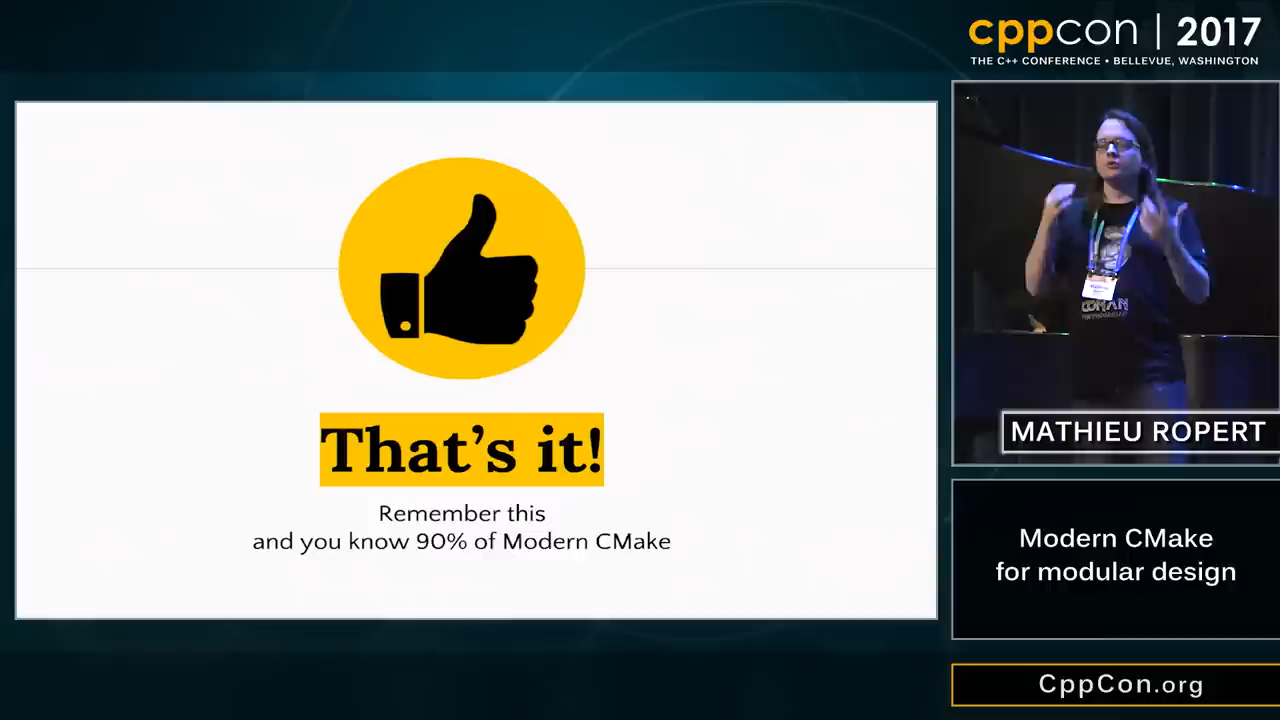 cppcon | 2017
THE C++ CONFERENCE • BELLEVUE, WASHINGTON
That's it!
Remember this
and you know 90% of Modern CMake
CONAN
MATHIEU ROPERT
Modern CMake
for modular design
CppCon.org